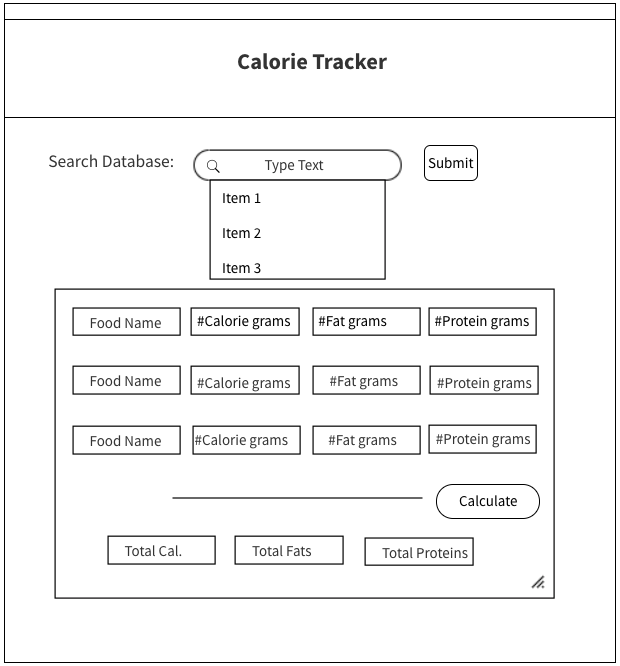 Calorie Tracker
Search Database: Type Text Submit
Item 1
Item 2
Item 3
Food Name #Calorie grams #Fat grams #Protein grams
Food Name #Calorie grams #Fat grams #Protein grams
Food Name #Calorie grams #Fat grams #Protein grams
Calculate
Total Cal. Total Fats Total Proteins